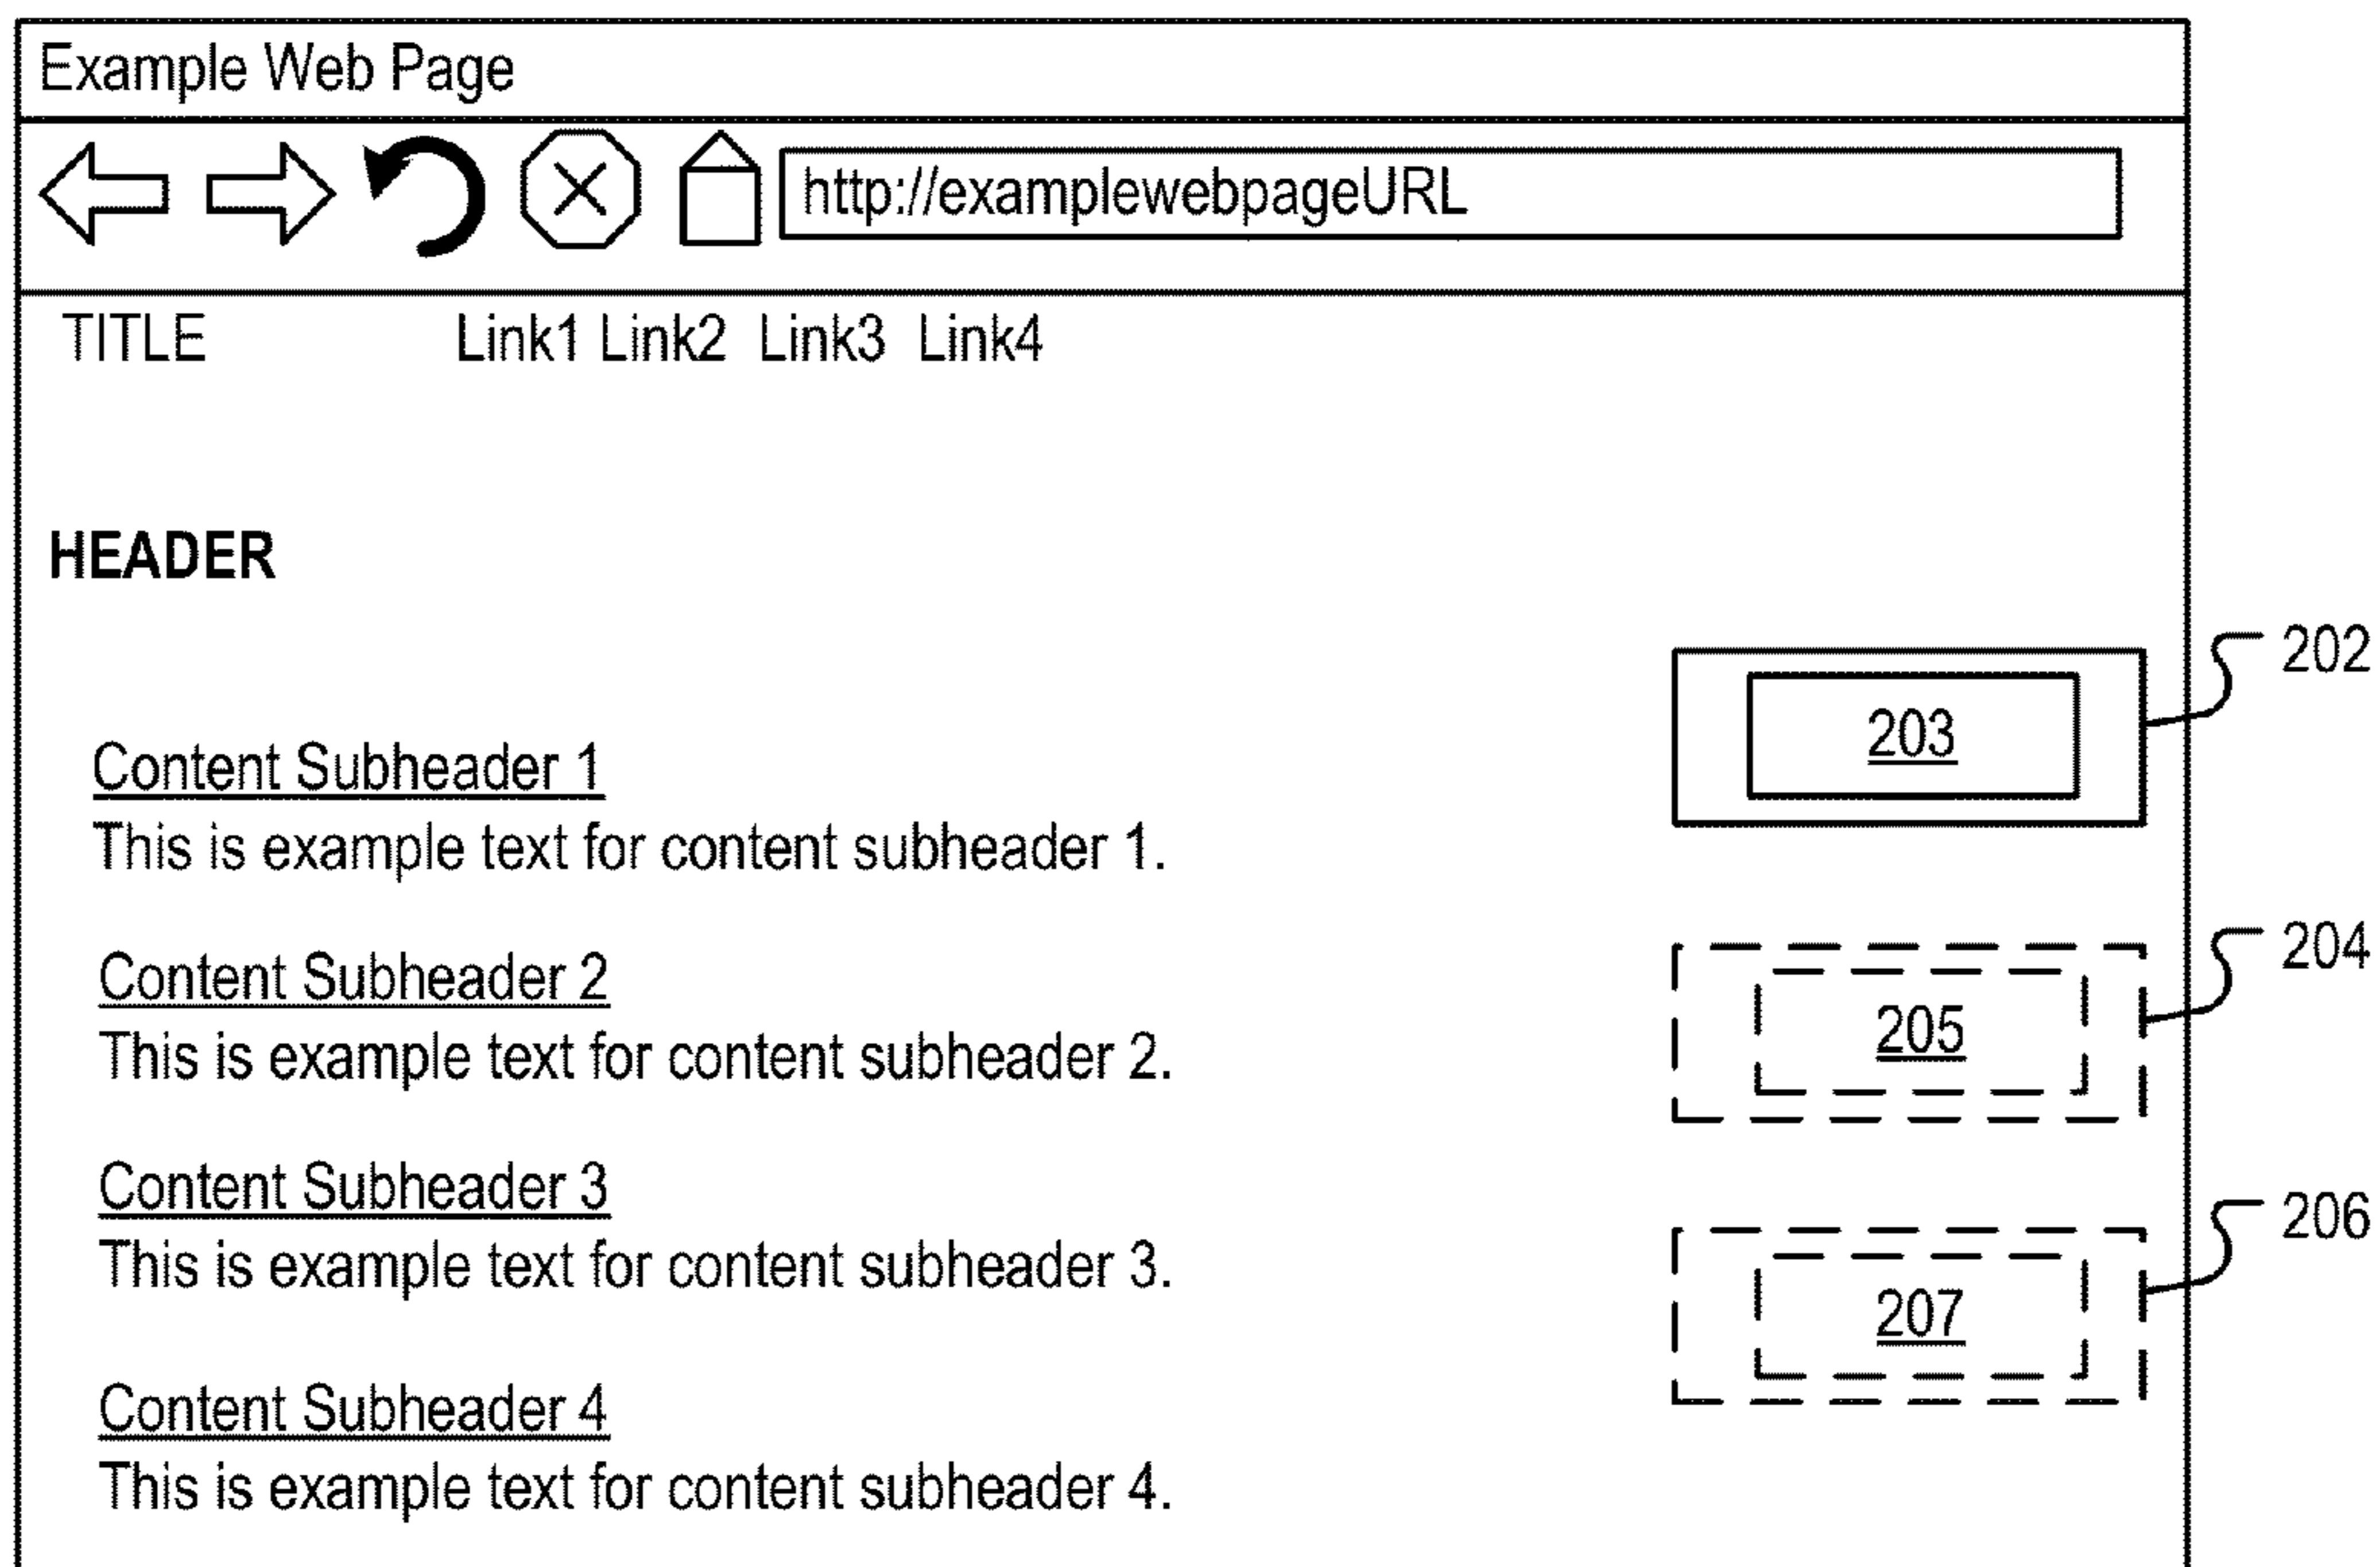 Example Web Page
http://examplewebpageURL
TITLE Link1 Link2 Link3 Link4
HEADER
202
203
Content Subheader 1
This is example text for content subheader 1.
204
Content Subheader 2
205
This is example text for content subheader 2.
Content Subheader 3
206
This is example text for content subheader 3.
207
Content Subheader 4
This is example text for content subheader 4.